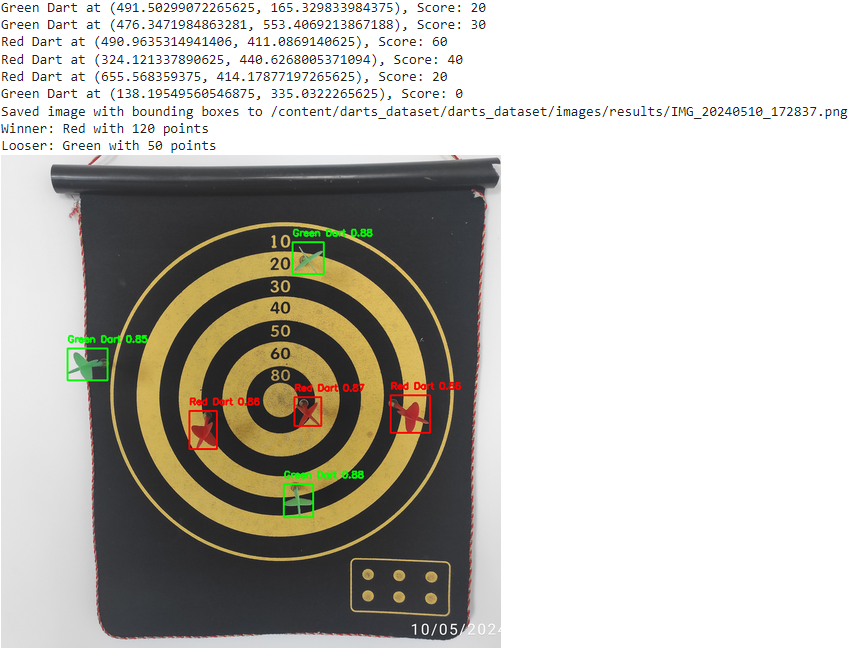 Green Dart at (491.50299072265625, 165.329833984375), Score: 20
Green Dart at (476.3471984863281, 553.4069213867188), Score: 30
Red Dart at (490.9635314941406, 411.0869140625), Score: 60
Red Dart at (324.121337890625, 440.6268005371094), Score: 40
Red Dart at (655.568359375, 414.17877197265625), Score: 20
Green Dart at (138.19549560546875, 335.0322265625), Score: 0
Saved image with bounding boxes to /content/darts_dataset/darts_dataset/images/results/IMG_20240510_172837.png
Winner: Red with 120 points
Looser: Green with 50 points
Green Dart 0.88
10
20
30
40
50
60
80
Green Dart 0.85
Red Dart 0.87
Red Dart 0.86
Red Dart 0.86
Green Dart 0.88
10/05/2024